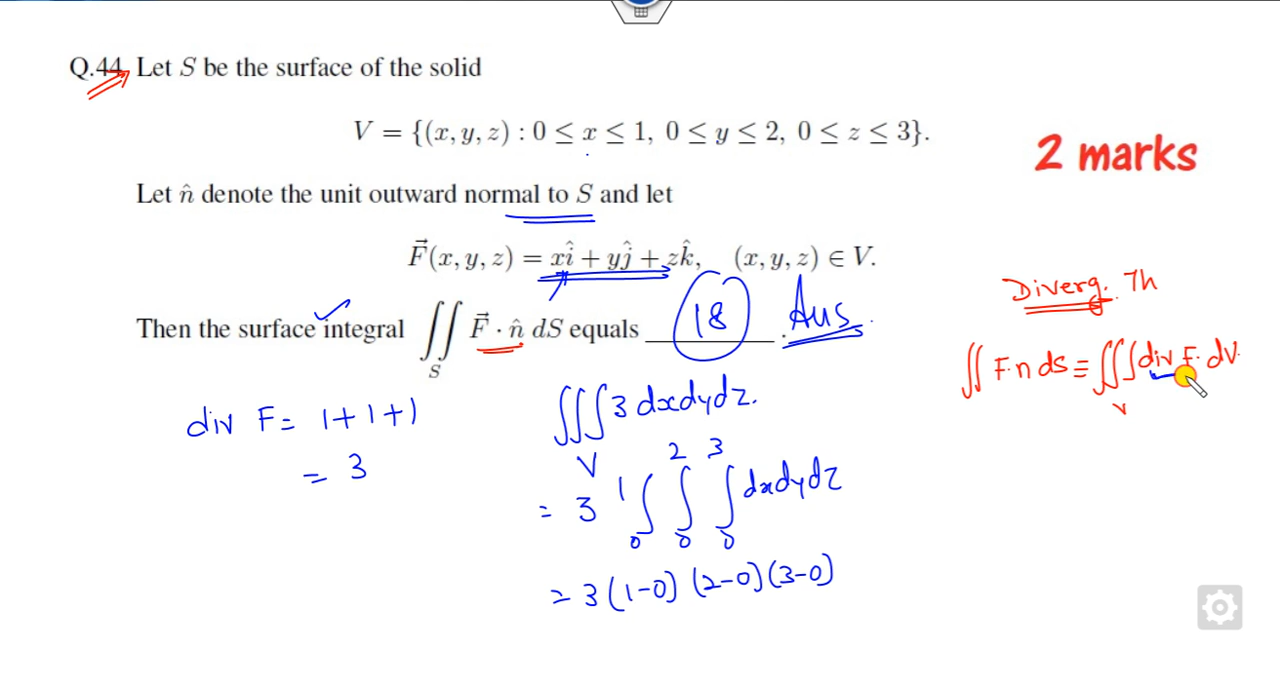 Q.44 Let S be the surface of the solid
V = {(x, y, z) : 0 ≤ x ≤ 1, 0 ≤ y ≤ 2, 0 ≤ z ≤ 3}.
2 marks
Let n̂ denote the unit outward normal to S and let
F⃗(x, y, z) = xî + yĵ + zk̂, (x, y, z) ∈ V.
Then the surface integral ∬_S F⃗ · n̂ dS equals ______ .
18 Ans
Diverg. Th
∬ F·n ds = ∭_V div F· dV.
div F = 1+1+1
= 3
∭_V 3 dxdydz.
= 3 ∫_0^1 ∫_0^2 ∫_0^3 dxdydz
= 3(1-0)(2-0)(3-0)